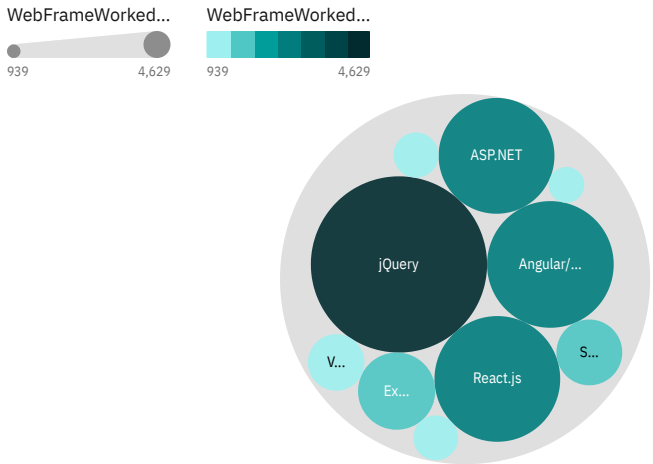 WebFrameWorked... WebFrameWorked...
939 4,629 939 4,629
ASP.NET
jQuery Angular/...
V... S...
Ex... React.js